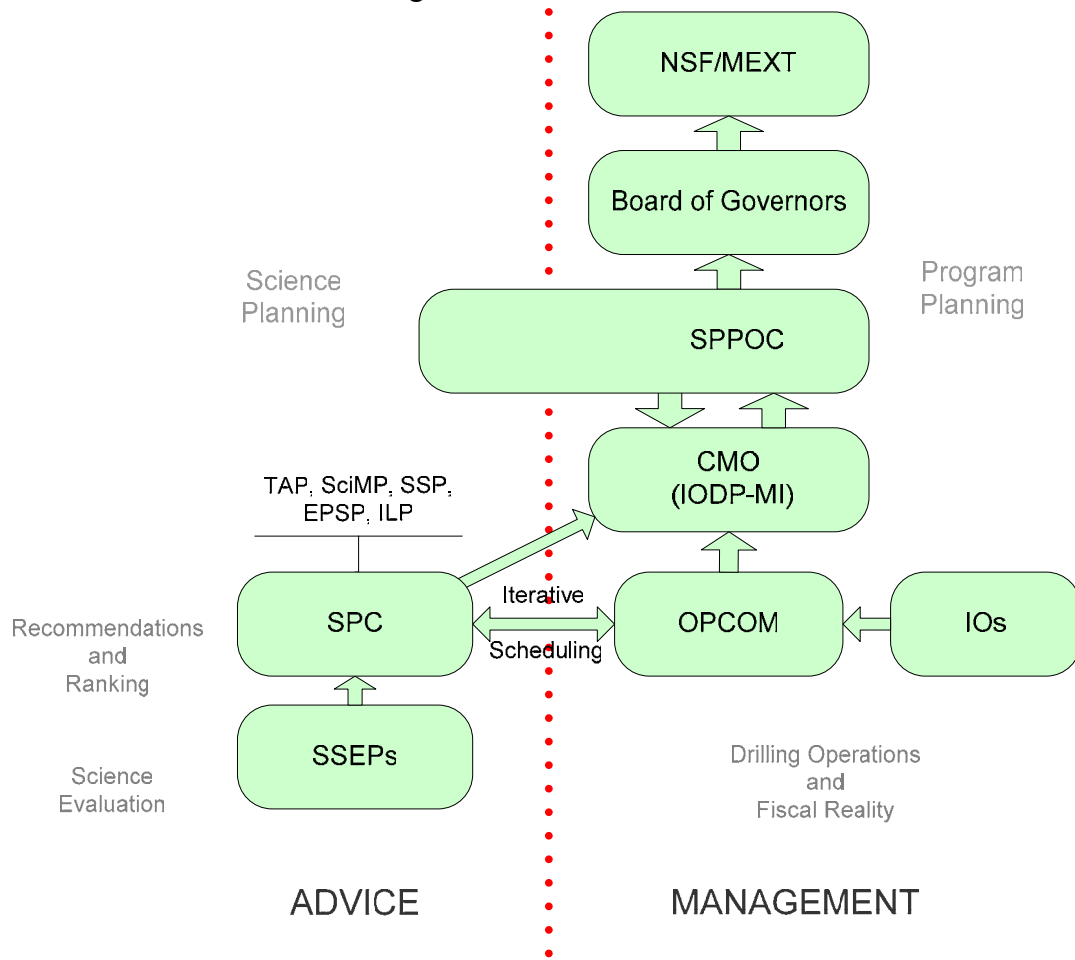 NSF/MEXT
Board of Governors
Science
Planning
Program
Planning
SPPOC
CMO
(IODP-MI)
TAP, SciMP, SSP,
EPSP, ILP
Recommendations
and
Ranking
SPC
Iterative
Scheduling
OPCOM
IOs
SSEPs
Science
Evaluation
Drilling Operations
and
Fiscal Reality
ADVICE
MANAGEMENT